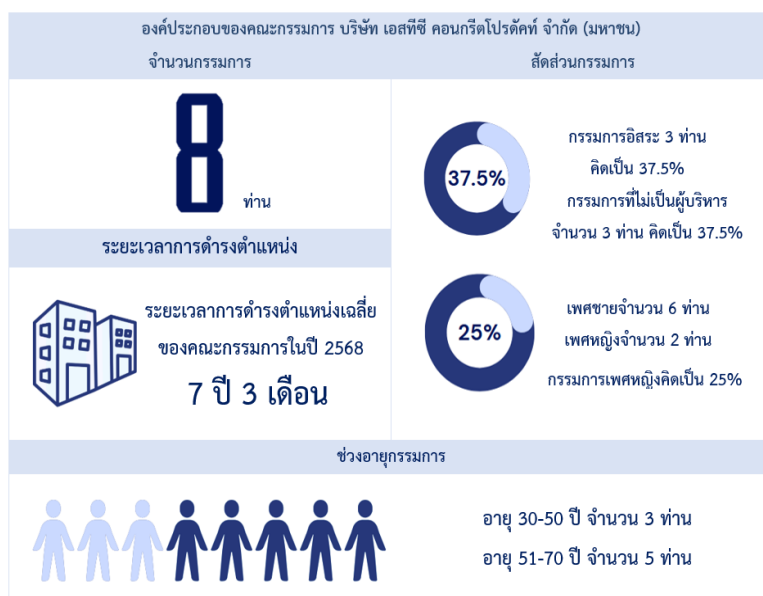 องค์ประกอบของคณะกรรมการ บริษัท เอสทีซี คอนกรีตโปรดัคท์ จำกัด (มหาชน)
จำนวนกรรมการ
สัดส่วนกรรมการ
8
ท่าน
37.5%
กรรมการอิสระ 3 ท่าน
คิดเป็น 37.5%
กรรมการที่ไม่เป็นผู้บริหาร
จำนวน 3 ท่าน คิดเป็น 37.5%
ระยะเวลาการดำรงตำแหน่ง
ระยะเวลาการดำรงตำแหน่งเฉลี่ย
ของคณะกรรมการในปี 2568
7 ปี 3 เดือน
25%
เพศชายจำนวน 6 ท่าน
เพศหญิงจำนวน 2 ท่าน
กรรมการเพศหญิงคิดเป็น 25%
ช่วงอายุกรรมการ
อายุ 30-50 ปี จำนวน 3 ท่าน
อายุ 51-70 ปี จำนวน 5 ท่าน